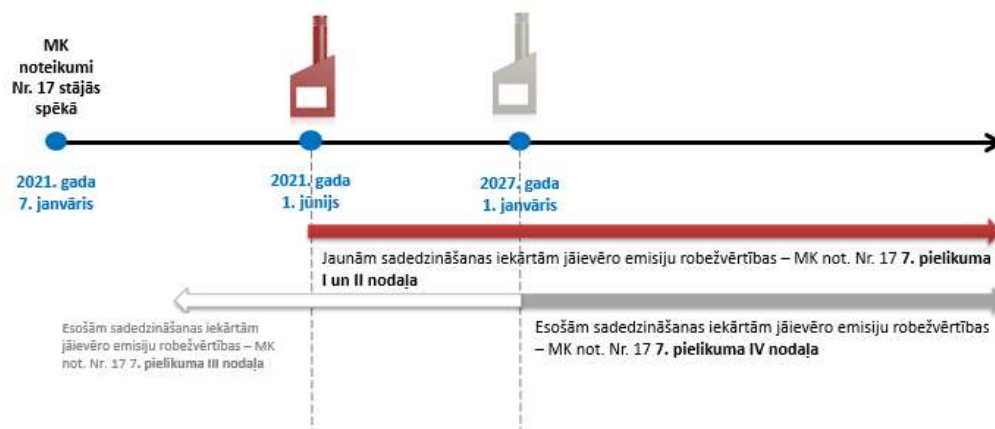 MK
noteikumi
Nr. 17 stājās
spēkā
2021. gada
7. janvāris
2021. gada
1. jūnijs
2027. gada
1. janvāris
Jaunām sadedzināšanas iekārtām jāievēro emisiju robežvērtības – MK not. Nr. 17 7. pielikuma
I un II nodaļa
Esošām sadedzināšanas iekārtām
jāievēro emisiju robežvērtības – MK
not. Nr. 17 7. pielikuma III nodaļa
Esošām sadedzināšanas iekārtām jāievēro emisiju robežvērtības
– MK not. Nr. 17 7. pielikuma IV nodaļa